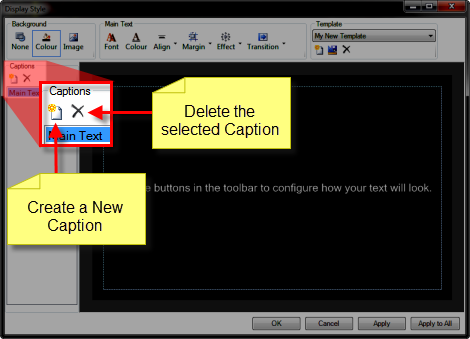 Display Style
Background
Main Text
Template
None Colour Image
Font Colour Align Margin Effect Transition
My New Template
Captions
Main Text
Captions
Main Text
Delete the
selected Caption
Create a New
Caption
buttons in the toolbar to configure how your text will look.
OK Cancel Apply Apply to All